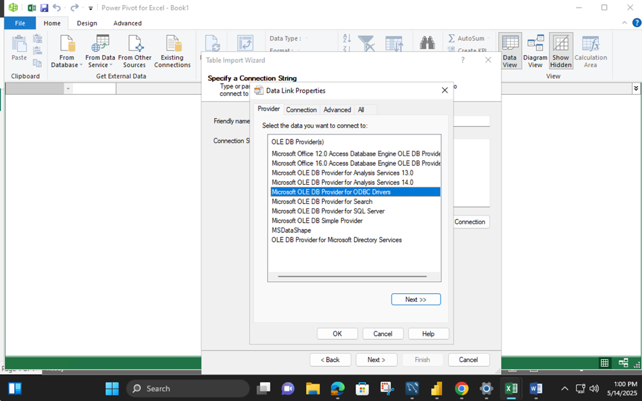 Power Pivot for Excel - Book1
File Home Design Advanced
Paste
From Database
From Data Service
From Other Sources
Existing Connections
Data Type :
Format :
AutoSum
Create KPI
Data View
Diagram View
Show Hidden
Calculation Area
Clipboard
Get External Data
View
Table Import Wizard
?
Specify a Connection String
connect to
Friendly name
Connection S
Connection
Data Link Properties
Provider Connection Advanced All
Select the data you want to connect to:
OLE DB Provider(s)
Microsoft Office 12.0 Access Database Engine OLE DB Provide
Microsoft Office 16.0 Access Database Engine OLE DB Provide
Microsoft OLE DB Provider for Analysis Services 13.0
Microsoft OLE DB Provider for Analysis Services 14.0
Microsoft OLE DB Provider for ODBC Drivers
Microsoft OLE DB Provider for Search
Microsoft OLE DB Provider for SQL Server
Microsoft OLE DB Simple Provider
MSDataShape
OLE DB Provider for Microsoft Directory Services
Next >>
OK Cancel Help
< Back Next > Finish Cancel
Search
1:00 PM
5/14/2025